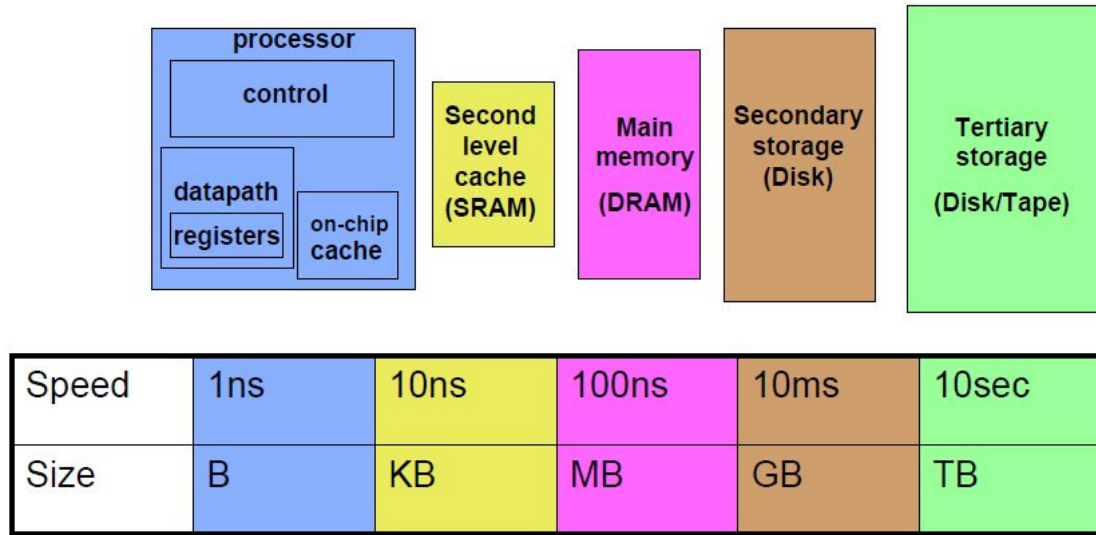 processor
control
datapath
registers
on-chip
cache
Second
level
cache
(SRAM)
Main
memory
(DRAM)
Secondary
storage
(Disk)
Tertiary
storage
(Disk/Tape)
Speed 1ns 10ns 100ns 10ms 10sec
Size B KB MB GB TB